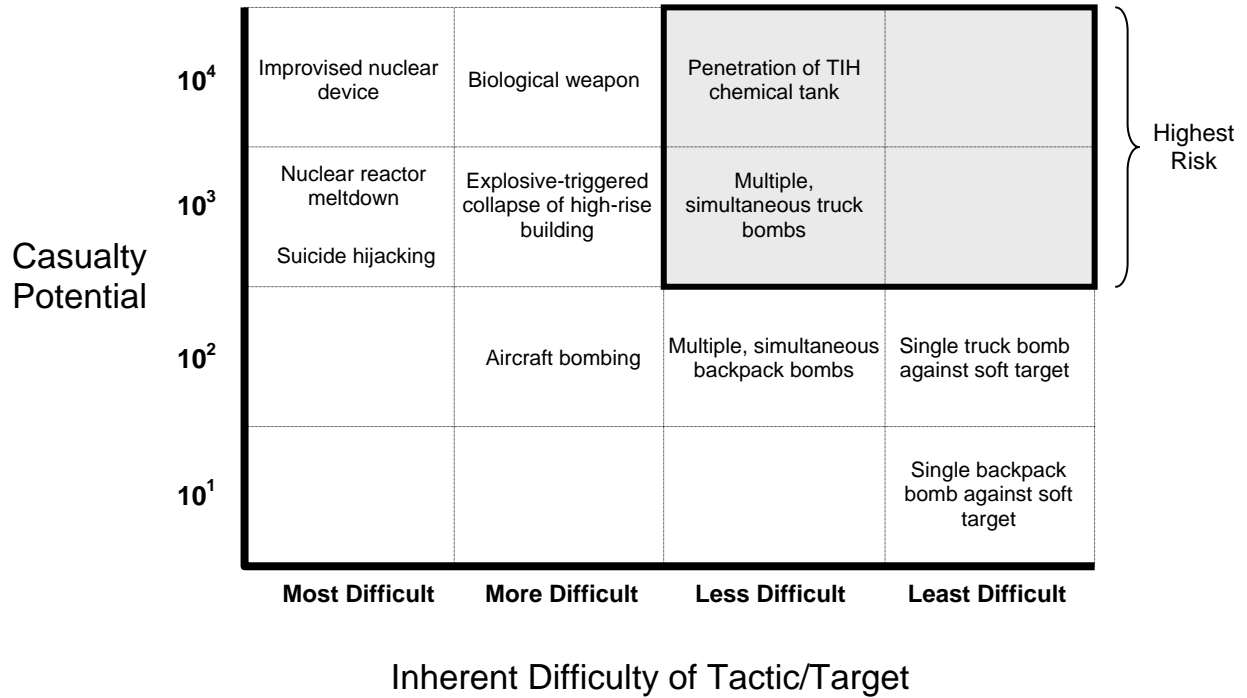 10⁴
Improvised nuclear
device
Biological weapon
Penetration of TIH
chemical tank
Highest
Risk
Casualty
Potential
10³
Nuclear reactor
meltdown
Suicide hijacking
Explosive-triggered
collapse of high-rise
building
Multiple,
simultaneous truck
bombs
10²
Aircraft bombing
Multiple, simultaneous
backpack bombs
Single truck bomb
against soft target
10¹
Single backpack
bomb against soft
target
Most Difficult
More Difficult
Less Difficult
Least Difficult
Inherent Difficulty of Tactic/Target